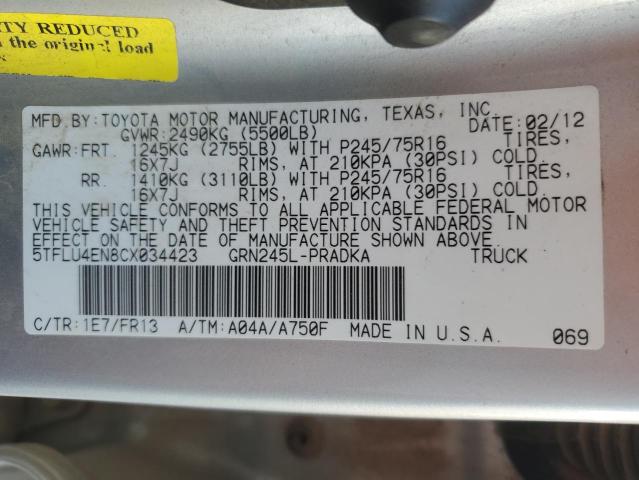 TY REDUCED
the original load
MFD BY: TOYOTA MOTOR MANUFACTURING, TEXAS, INC.
GVWR: 2490KG (5500LB) DATE: 02/12
GAWR: FRT. 1245KG (2755LB) WITH P245/75R16 TIRES,
16X7J RIMS, AT 210KPA (30PSI) COLD.
RR. 1410KG (3110LB) WITH P245/75R16 TIRES,
16X7J RIMS, AT 210KPA (30PSI) COLD.
THIS VEHICLE CONFORMS TO ALL APPLICABLE FEDERAL MOTOR
VEHICLE SAFETY AND THEFT PREVENTION STANDARDS IN
EFFECT ON THE DATE OF MANUFACTURE SHOWN ABOVE.
5TFLU4EN8CX034423 GRN245L-PRADKA TRUCK
C/TR: 1E7/FR13 A/TM: A04A/A750F MADE IN U.S.A. 069